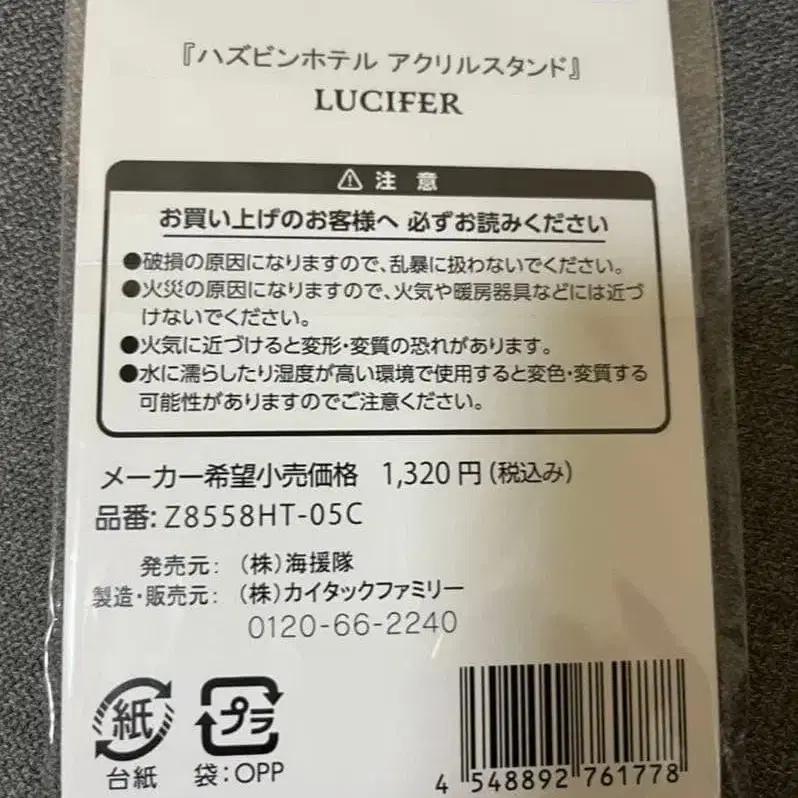 『ハズビンホテル アクリルスタンド』
LUCIFER
⚠ 注 意
お買い上げのお客様へ 必ずお読みください
●破損の原因になりますので、乱暴に扱わないでください。
●火災の原因になりますので、火気や暖房器具などには近づ
けないでください。
●火気に近づけると変形・変質の恐れがあります。
●水に濡らしたり湿度が高い環境で使用すると変色・変質する
可能性がありますのでご注意ください。
メーカー希望小売価格 1,320円(税込み)
品番:Z8558HT-05C
発売元: (株)海援隊
製造・販売元: (株)カイタックファミリー
0120-66-2240
紙 プラ
台紙 袋:OPP
4 548892 761778